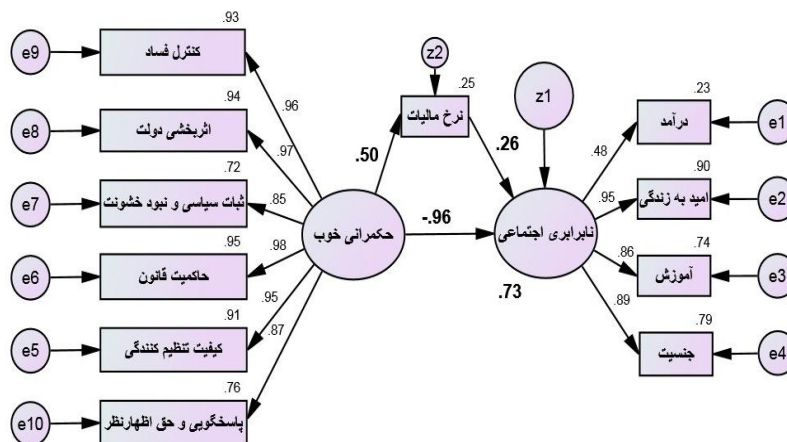 .93
e9
کنترل فساد
.94
e8
اثربخشی دولت
.72
e7
ثبات سیاسی و نبود خشونت
.95
e6
حاکمیت قانون
.91
e5
کیفیت تنظیم کنندگی
.76
e10
پاسخگویی و حق اظهارنظر
.96
.97
.85
.98
.95
.87
حکمرانی خوب
.50
z2
.25
نرخ مالیات
.26
z1
-.96
نابرابری اجتماعی
.73
.48
.95
.86
.89
.23
درآمد
e1
.90
امید به زندگی
e2
.74
آموزش
e3
.79
جنسیت
e4